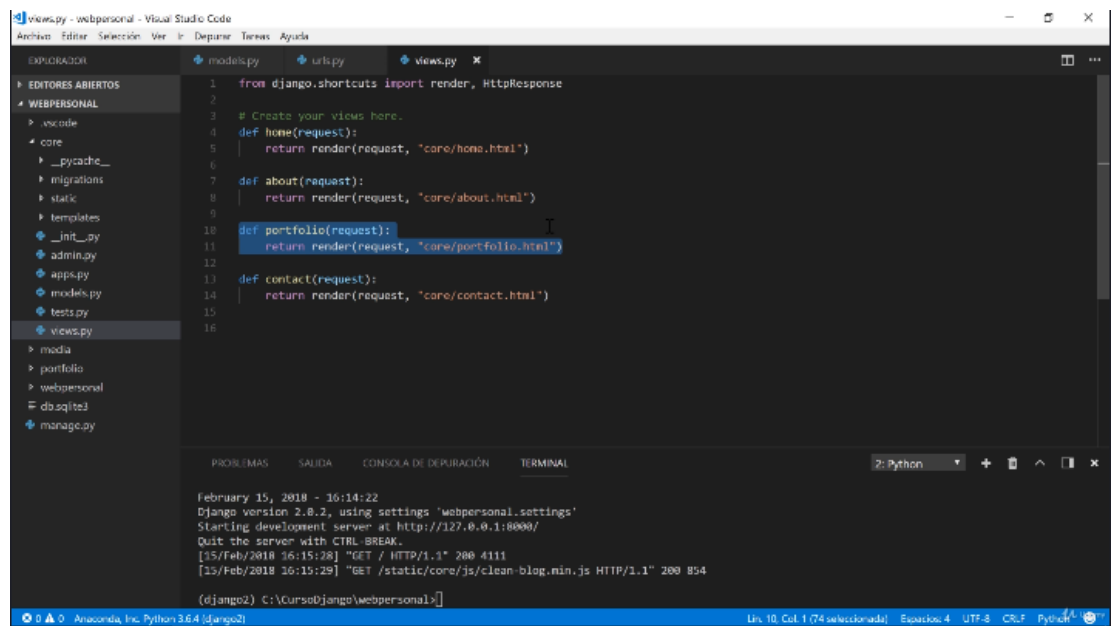 views.py - webpersonal - Visual Studio Code
Archivo Editar Selección Ver Ir Depurar Tareas Ayuda
EXPLORADOR
EDITORES ABIERTOS
WEBPERSONAL
.vscode
core
__pycache__
migrations
static
templates
__init__.py
admin.py
apps.py
models.py
tests.py
views.py
media
portfolio
webpersonal
db.sqlite3
manage.py
models.py urls.py views.py
1 from django.shortcuts import render, HttpResponse
2
3 # Create your views here.
4 def home(request):
5 return render(request, "core/home.html")
6
7 def about(request):
8 return render(request, "core/about.html")
9
10 def portfolio(request):
11 return render(request, "core/portfolio.html")
12
13 def contact(request):
14 return render(request, "core/contact.html")
15
16
PROBLEMAS SALIDA CONSOLA DE DEPURACIÓN TERMINAL
2: Python
February 15, 2018 - 16:14:22
Django version 2.0.2, using settings 'webpersonal.settings'
Starting development server at http://127.0.0.1:8000/
Quit the server with CTRL-BREAK.
[15/Feb/2018 16:15:28] "GET / HTTP/1.1" 200 4111
[15/Feb/2018 16:15:29] "GET /static/core/js/clean-blog.min.js HTTP/1.1" 200 854
(django2) C:\CursoDjango\webpersonal>
0 0 Anaconda, Inc. Python 3.6.4 (django2)
Lín. 10, Col. 1 (74 seleccionada) Espacios: 4 UTF-8 CRLF Python